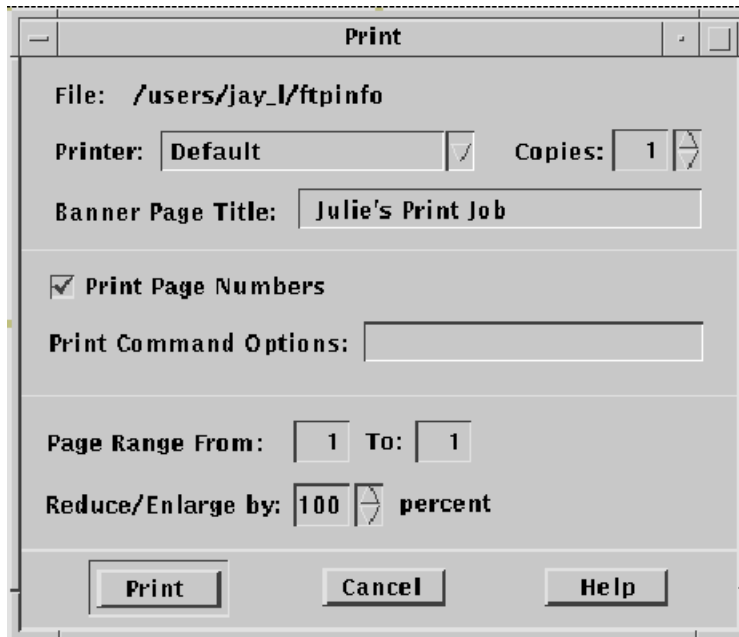 Print
File: /users/jay_l/ftpinfo
Printer: Default Copies: 1
Banner Page Title: Julie's Print Job
Print Page Numbers
Print Command Options:
Page Range From: 1 To: 1
Reduce/Enlarge by: 100 percent
Print Cancel Help